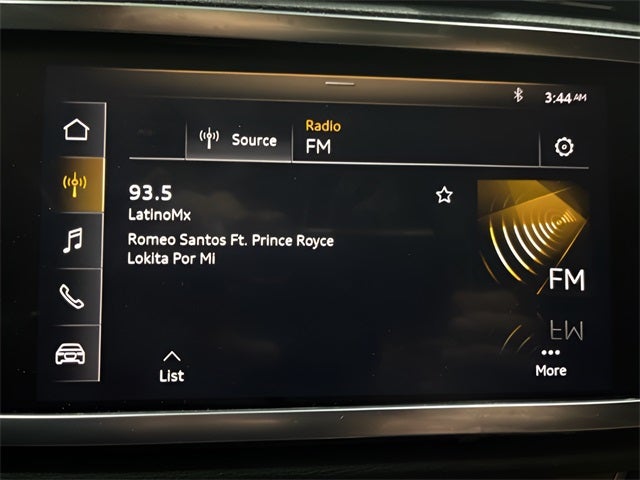 3:44 AM
Radio
Source
FM
93.5
LatinoMx
Romeo Santos Ft. Prince Royce
Lokita Por Mi
FM
List
More